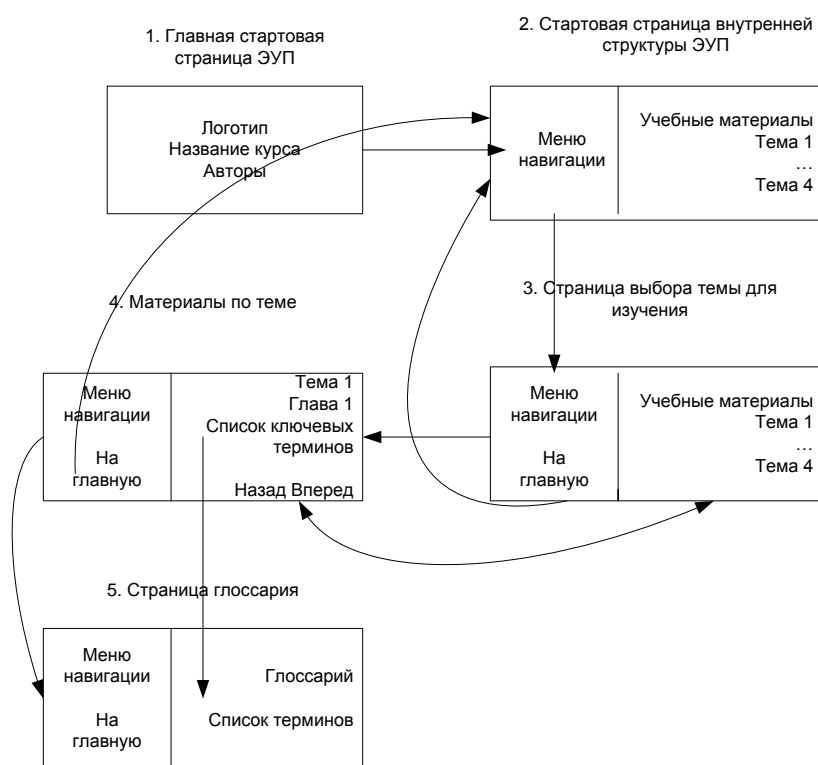 1. Главная стартовая
страница ЭУП
Логотип
Название курса
Авторы
2. Стартовая страница внутренней
структуры ЭУП
Меню
навигации
Учебные материалы
Тема 1
...
Тема 4
3. Страница выбора темы для
изучения
Меню
навигации
На
главную
Учебные материалы
Тема 1
...
Тема 4
4. Материалы по теме
Меню
навигации
На
главную
Тема 1
Глава 1
Список ключевых
терминов
Назад Вперед
5. Страница глоссария
Меню
навигации
На
главную
Глоссарий
Список терминов